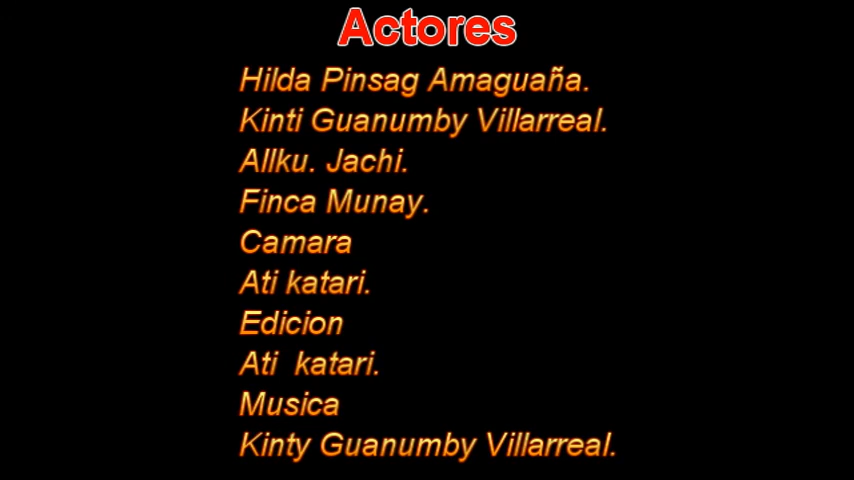 Actores
Hilda Pinsag Amaguaña.
Kinti Guanumby Villarreal.
Allku. Jachi.
Finca Munay.
Camara
Ati katari.
Edicion
Ati  katari.
Musica
Kinty Guanumby Villarreal.